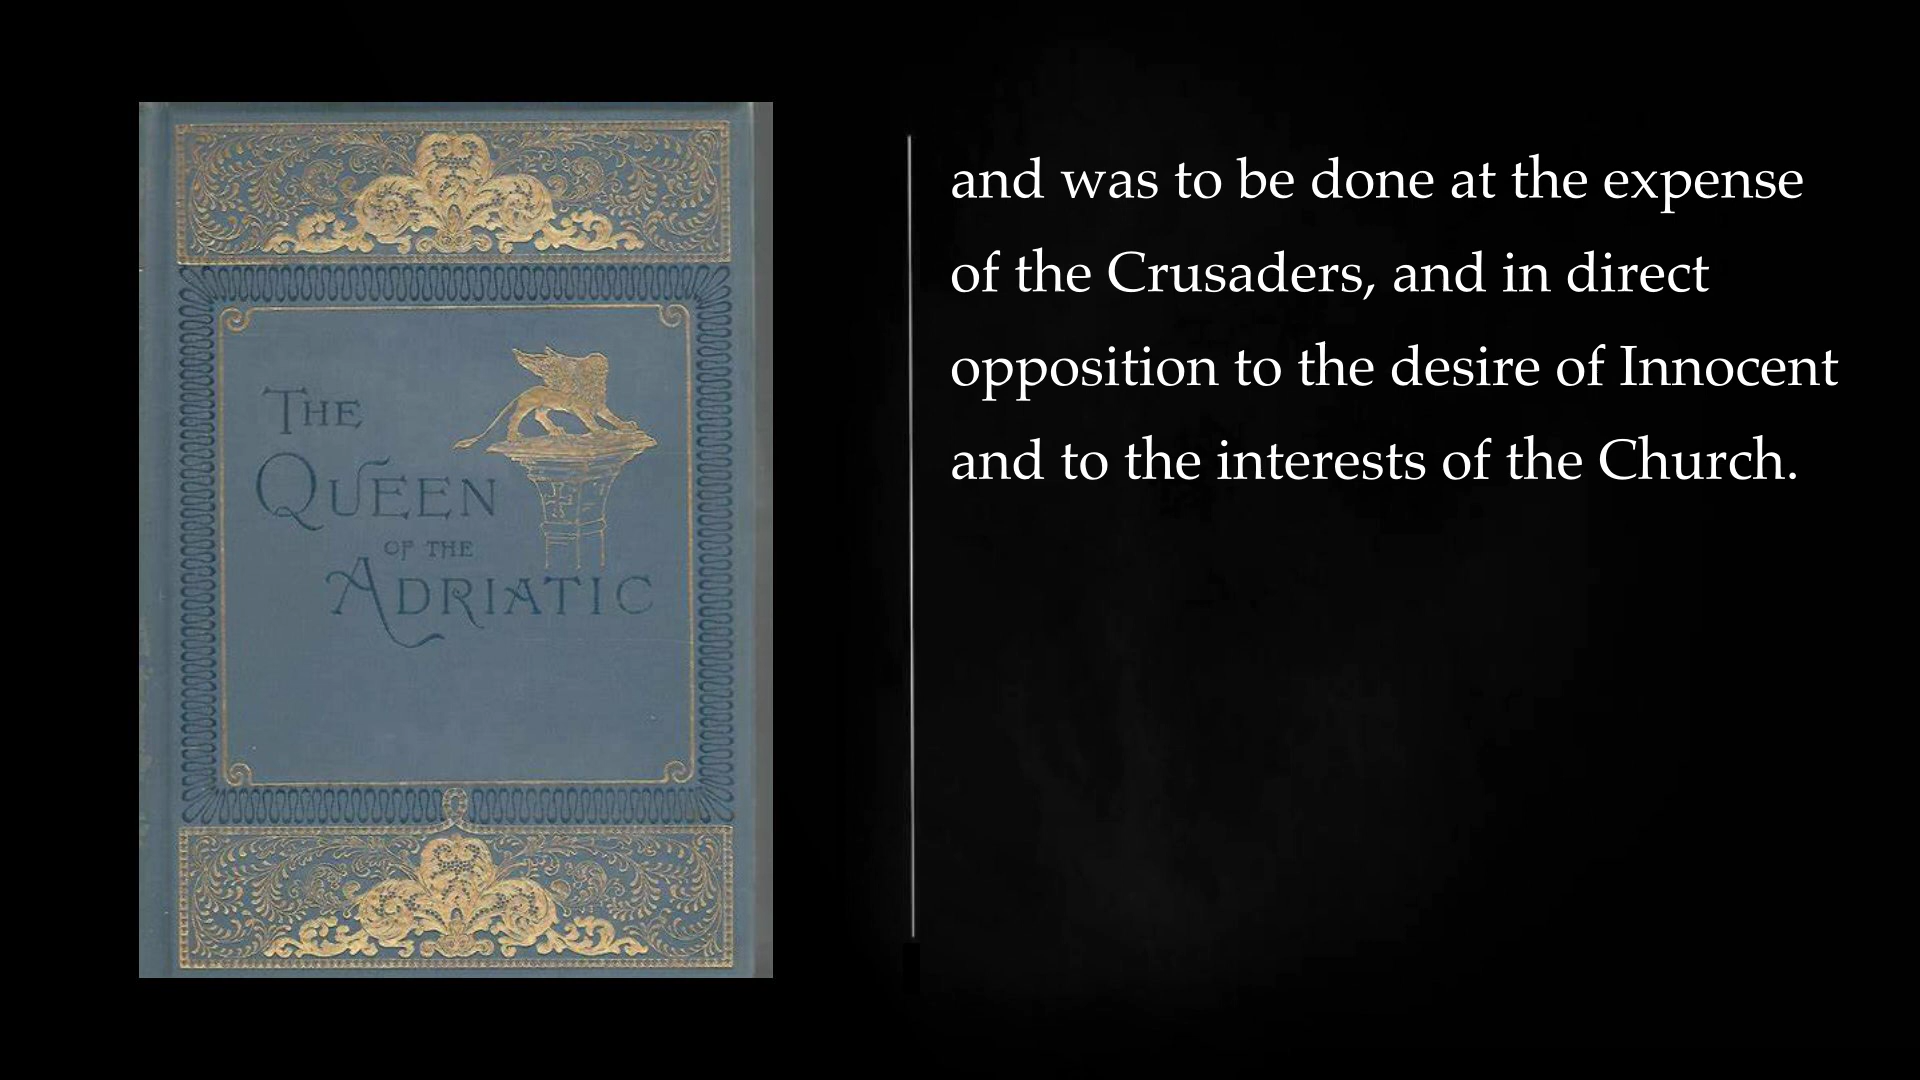 THE
QUEEN
OF THE
ADRIATIC
and was to be done at the expense
of the Crusaders, and in direct
opposition to the desire of Innocent
and to the interests of the Church.